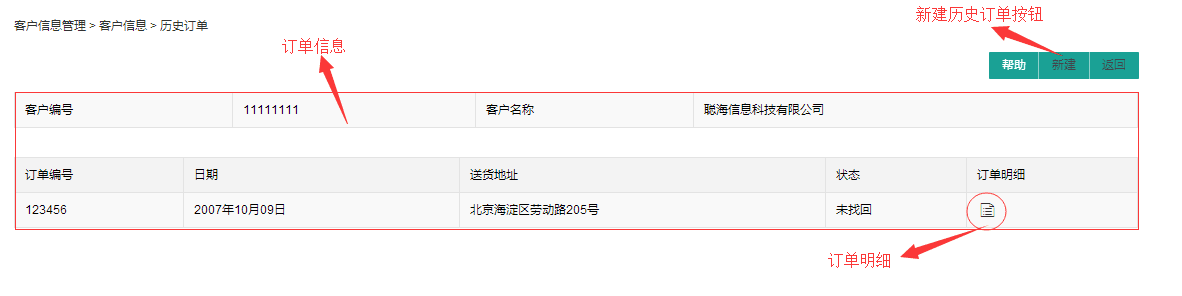 新建历史订单按钮
客户信息管理 > 客户信息 > 历史订单
订单信息
帮助 新建 返回
客户编号 11111111 客户名称 聪海信息科技有限公司
订单编号 日期 送货地址 状态 订单明细
123456 2007年10月09日 北京海淀区劳动路205号 未找回
订单明细